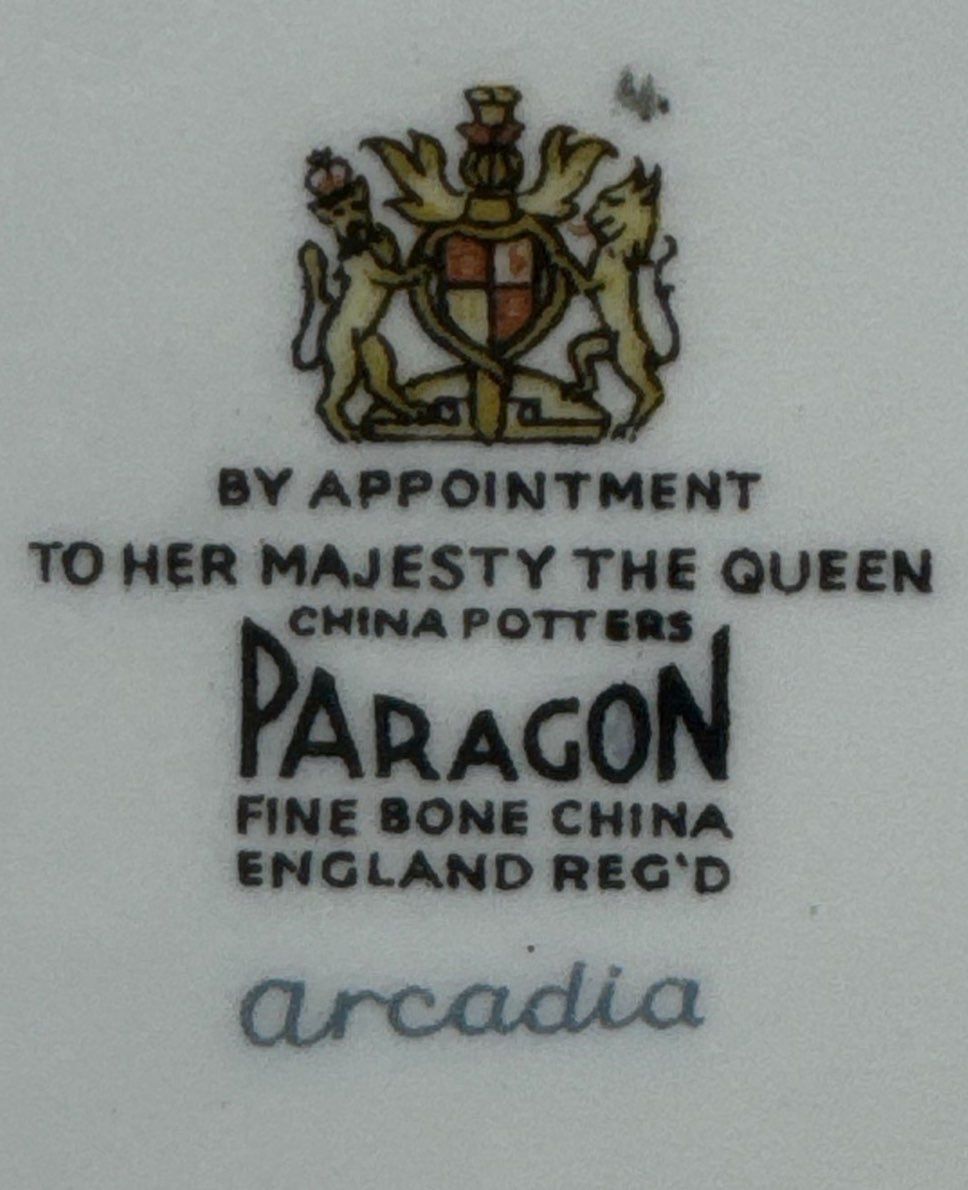 BY APPOINTMENT
TO HER MAJESTY THE QUEEN
CHINA POTTERS
PARAGON
FINE BONE CHINA
ENGLAND REG'D
arcadia